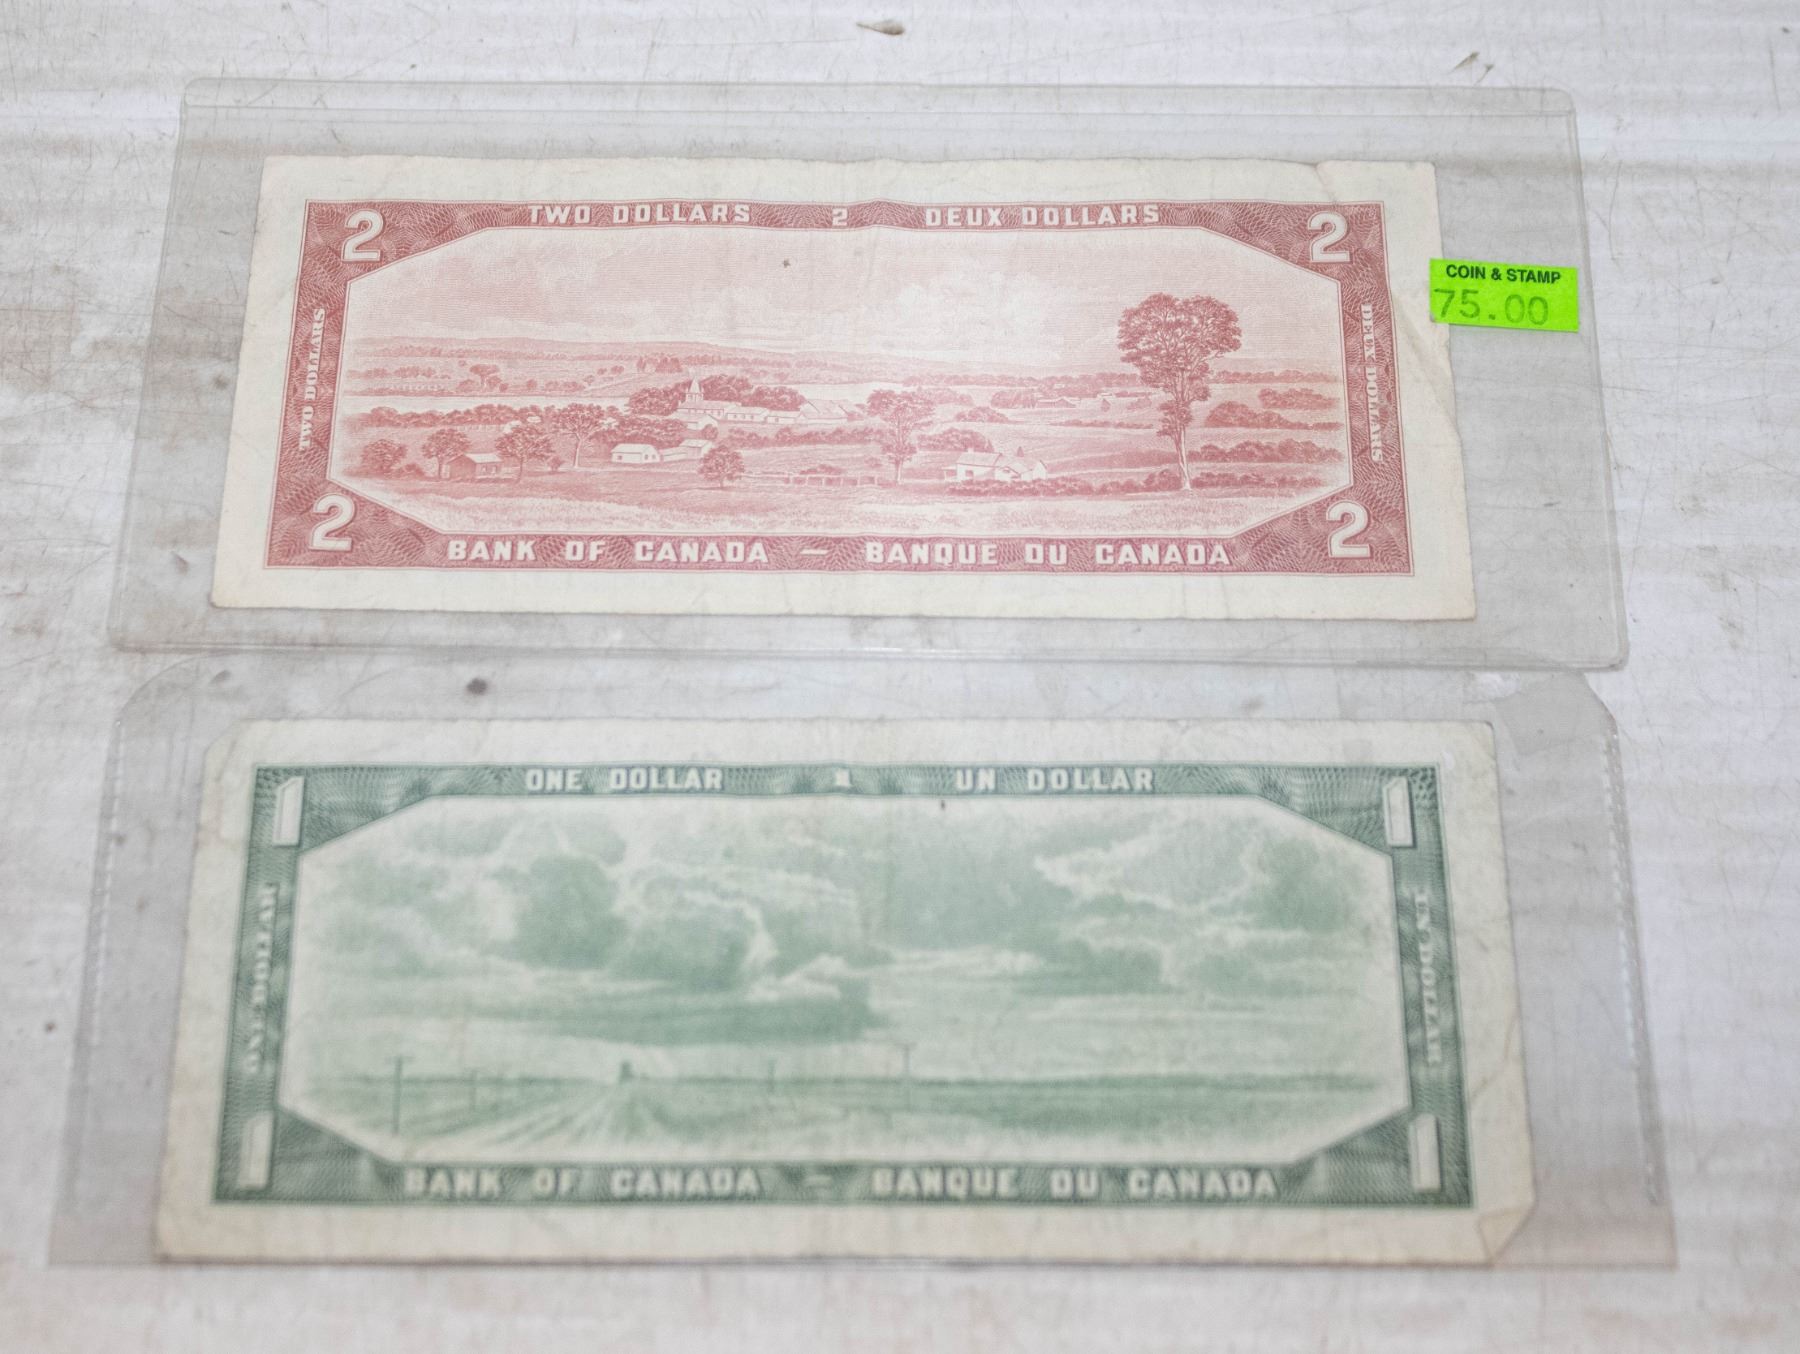 TWO DOLLARS 2 DEUX DOLLARS
2 2
TWO DOLLARS
DEUX DOLLARS
COIN & STAMP
75.00
2 2
BANK OF CANADA — BANQUE DU CANADA
ONE DOLLAR 1 UN DOLLAR
1 1
ONE DOLLAR
UN DOLLAR
1 1
BANK OF CANADA — BANQUE DU CANADA